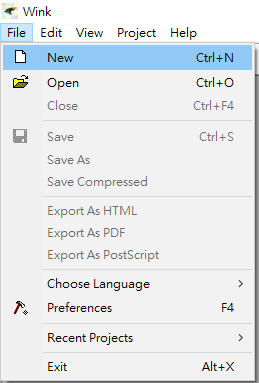 Wink
File Edit View Project Help
New Ctrl+N
Open Ctrl+O
Close Ctrl+F4
Save Ctrl+S
Save As
Save Compressed
Export As HTML
Export As PDF
Export As PostScript
Choose Language
Preferences F4
Recent Projects
Exit Alt+X